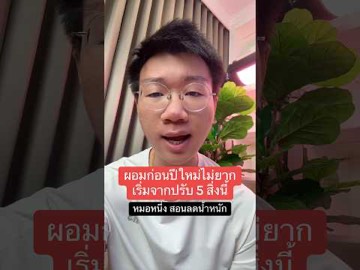 ผอมก่อนปีใหม่ไม่ยาก
เริ่มจากปรับ 5 สิ่งนี้
หมอหนึ่ง สอนลดน้ำหนัก